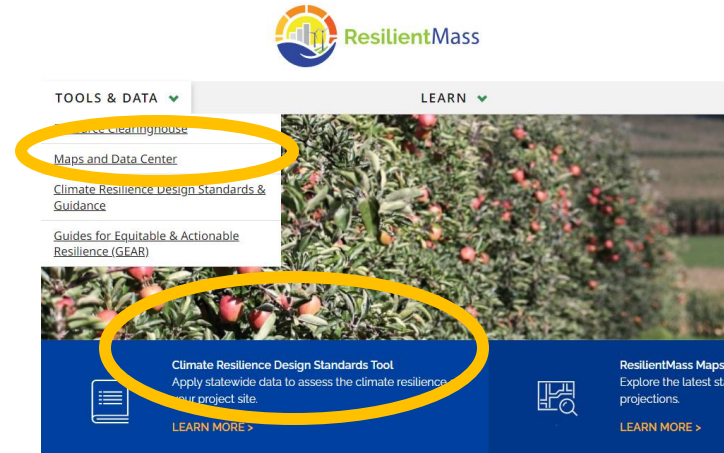 ResilientMass
TOOLS & DATA
LEARN
Clearinghouse
Maps and Data Center
Climate Resilience Design Standards &
Guidance
Guides for Equitable & Actionable
Resilience (GEAR)
Climate Resilience Design Standards Tool
Apply statewide data to assess the climate resilience
your project site.
LEARN MORE >
ResilientMass Maps
Explore the latest
projections.
LEARN MORE >